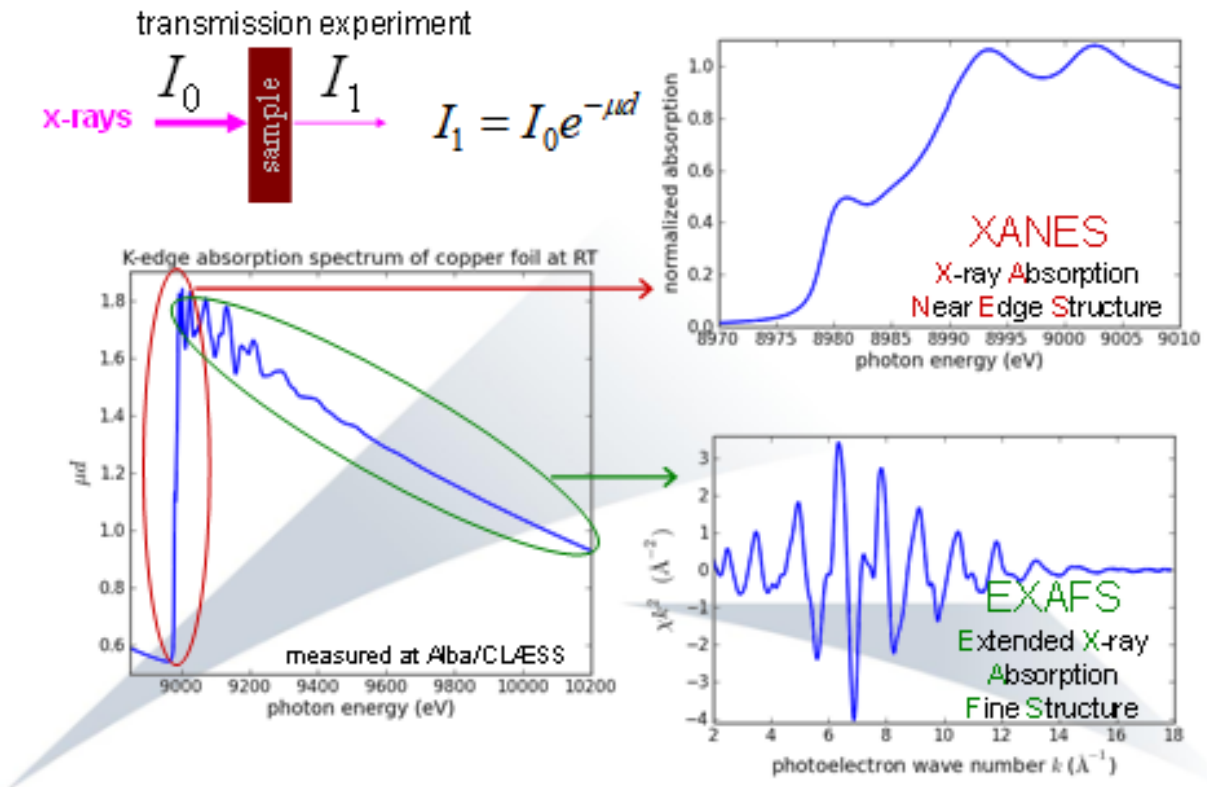 transmission experiment
I₀ I₁
x-rays
sample
I₁ = I₀e^{-μd}
K-edge absorption spectrum of copper foil at RT
1.8
1.6
1.4
1.2
1.0
0.8
0.6
μd
measured at Alba/CLÆSS
9000 9200 9400 9600 9800 10000 10200
photon energy (eV)
1.0
0.8
0.6
0.4
0.2
0.0
normalized absorption
XANES
X-ray Absorption
Near Edge Structure
8970 8975 8980 8985 8990 8995 9000 9005 9010
photon energy (eV)
3
2
1
0
−1
−2
−3
−4
χk² (Å⁻²)
EXAFS
Extended X-ray
Absorption
Fine Structure
2 4 6 8 10 12 14 16 18
photoelectron wave number k (Å⁻¹)